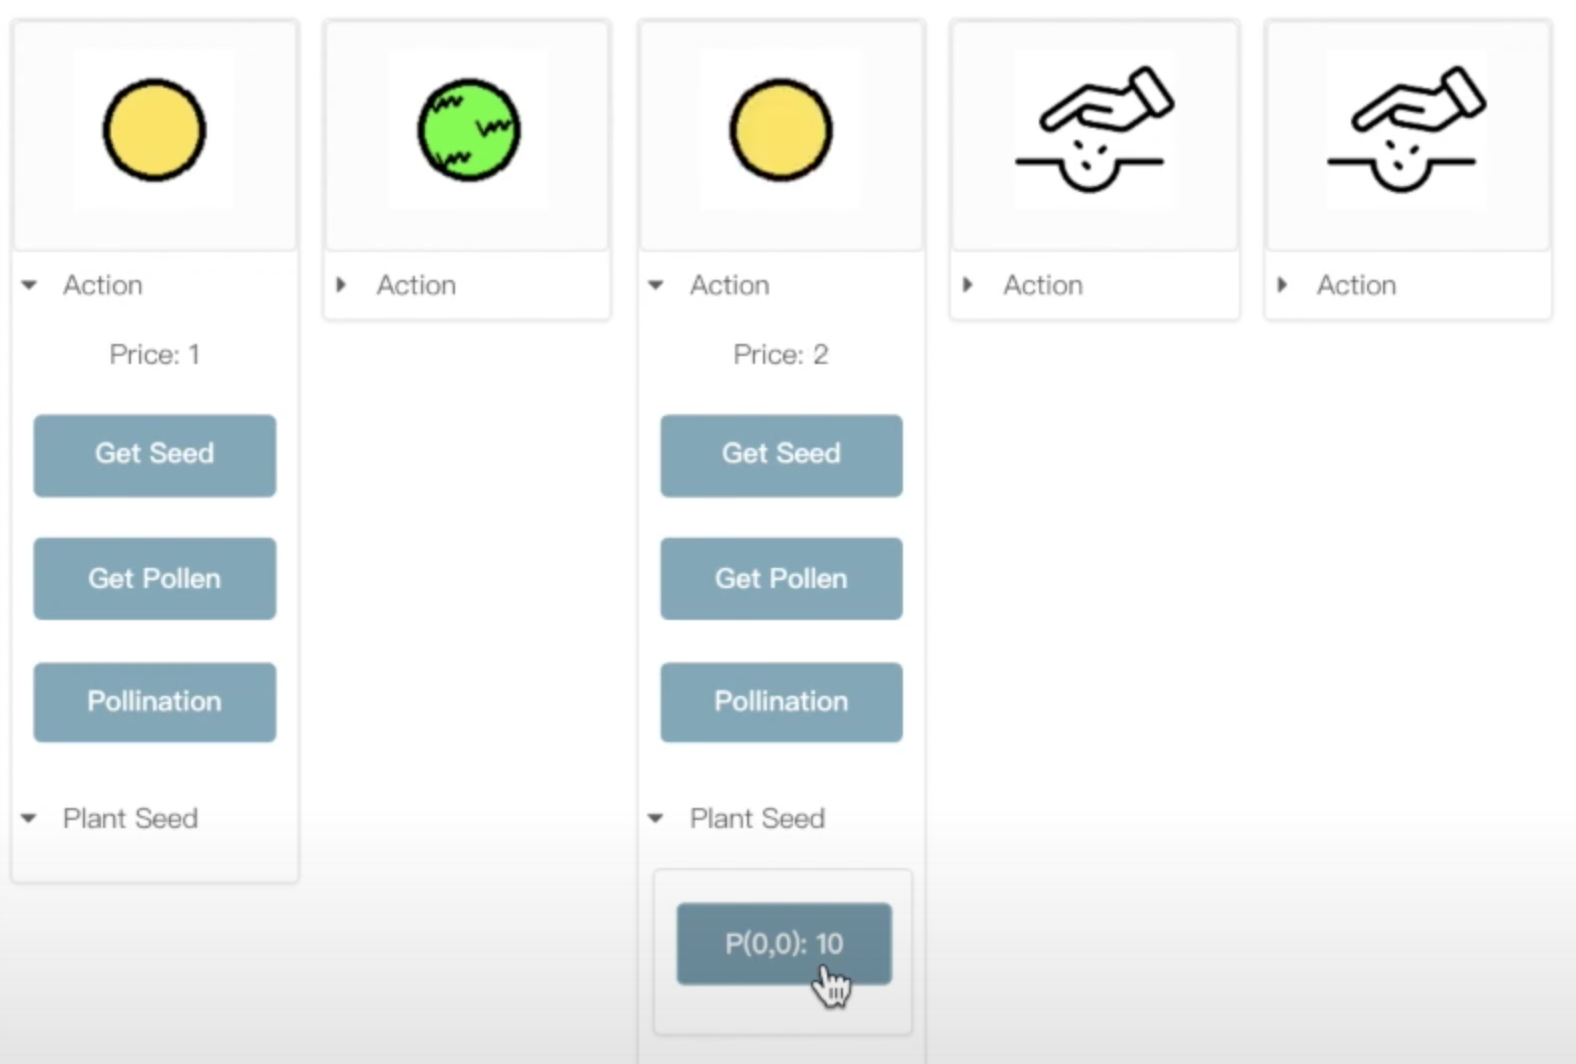 Action
Action
Action
Action
Action
Price: 1
Price: 2
Get Seed
Get Seed
Get Pollen
Get Pollen
Pollination
Pollination
Plant Seed
Plant Seed
P(0,0): 10